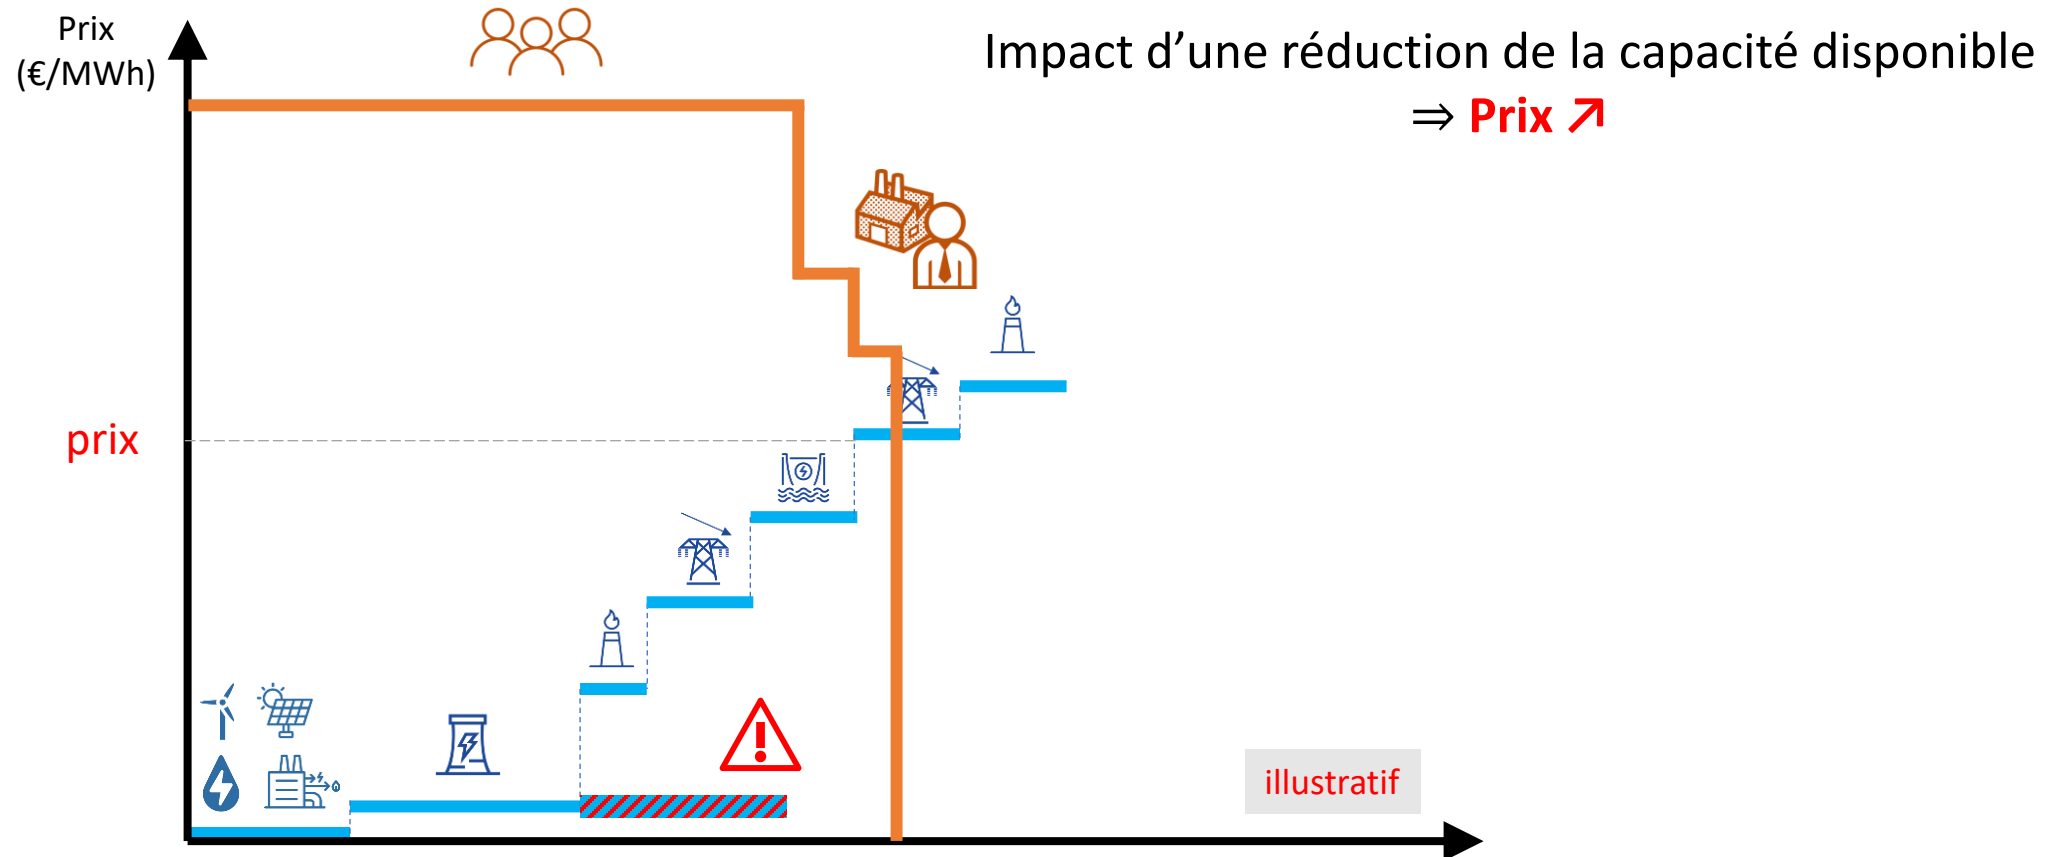 Prix
(€/MWh)
Impact d’une réduction de la capacité disponible
⇒ Prix ↗
prix
illustratif